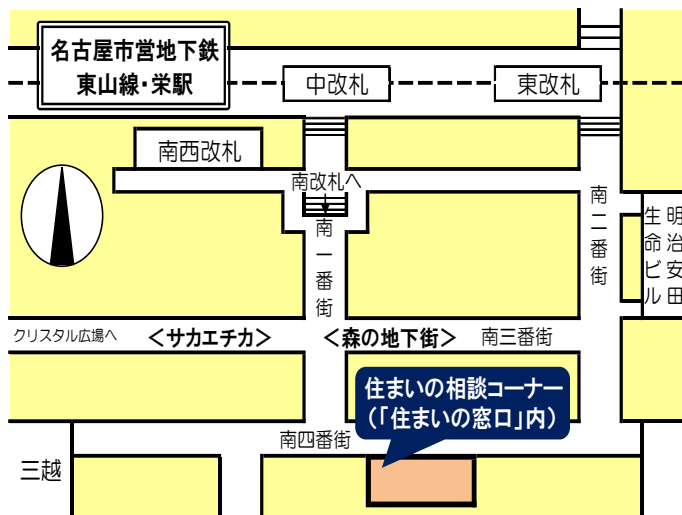 名古屋市営地下鉄
東山線・栄駅
中改札
東改札
南西改札
南改札へ
南一番街
南二番街
明治安田
生命ビル
クリスタル広場へ
＜サカエチカ＞
＜森の地下街＞
南三番街
住まいの相談コーナー
（「住まいの窓口」内）
南四番街
三越